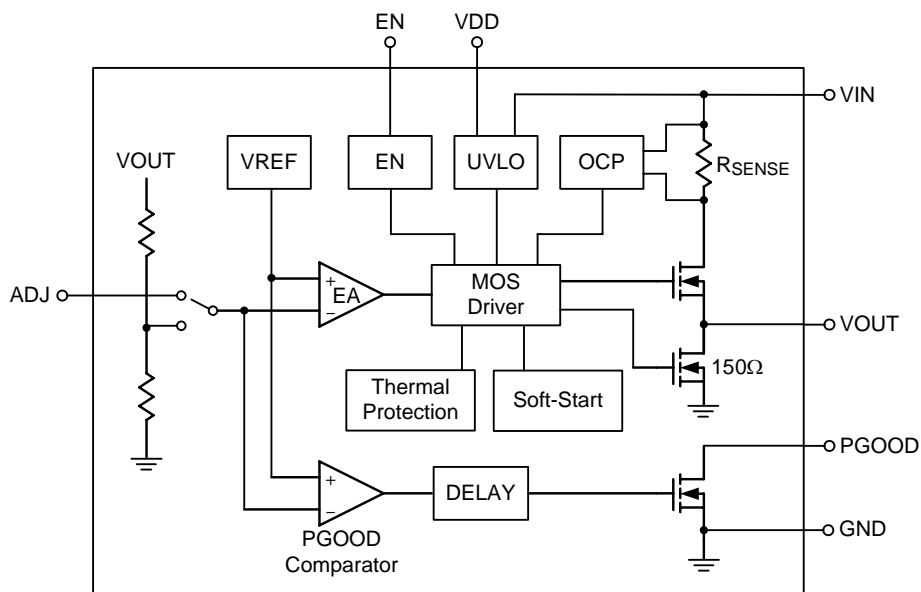 EN
VDD
VIN
VOUT
VREF
EN
UVLO
OCP
RSENSE
ADJ
+
EA
−
MOS
Driver
VOUT
150Ω
Thermal
Protection
Soft-Start
PGOOD
+
−
DELAY
PGOOD
Comparator
GND